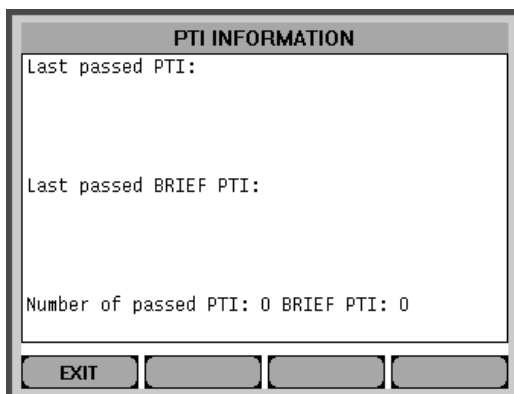 PTI INFORMATION
Last passed PTI:
Last passed BRIEF PTI:
Number of passed PTI: 0 BRIEF PTI: 0
EXIT